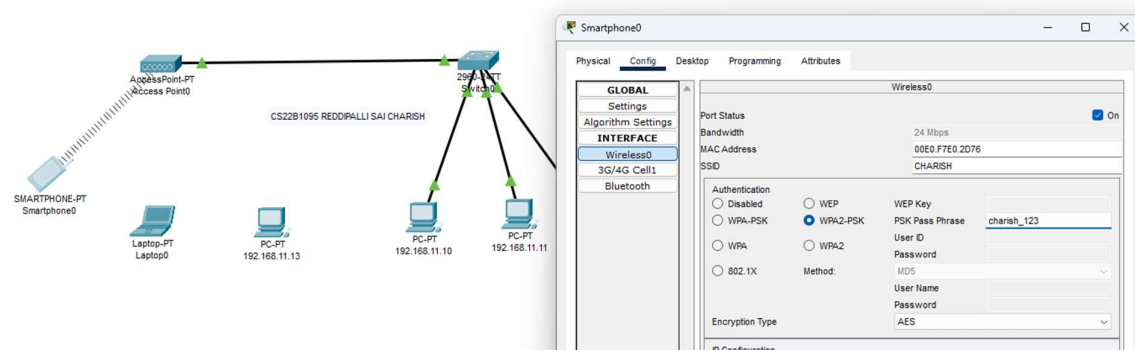 AccessPoint-PT
Access Point0
2960-24TT
Switch0
CS22B1095 REDDIPALLI SAI CHARISH
SMARTPHONE-PT
Smartphone0
Laptop-PT
Laptop0
PC-PT
192.168.11.13
PC-PT
192.168.11.10
PC-PT
192.168.11.11
Smartphone0
Physical Config Desktop Programming Attributes
GLOBAL
Settings
Algorithm Settings
INTERFACE
Wireless0
3G/4G Cell1
Bluetooth
Wireless0
Port Status On
Bandwidth 24 Mbps
MAC Address 00E0.F7E0.2D76
SSID CHARISH
Authentication
Disabled WEP WEP Key
WPA-PSK WPA2-PSK PSK Pass Phrase charish_123
User ID
WPA WPA2
Password
802.1X Method: MD5
User Name
Password
Encryption Type AES
IP Configuration